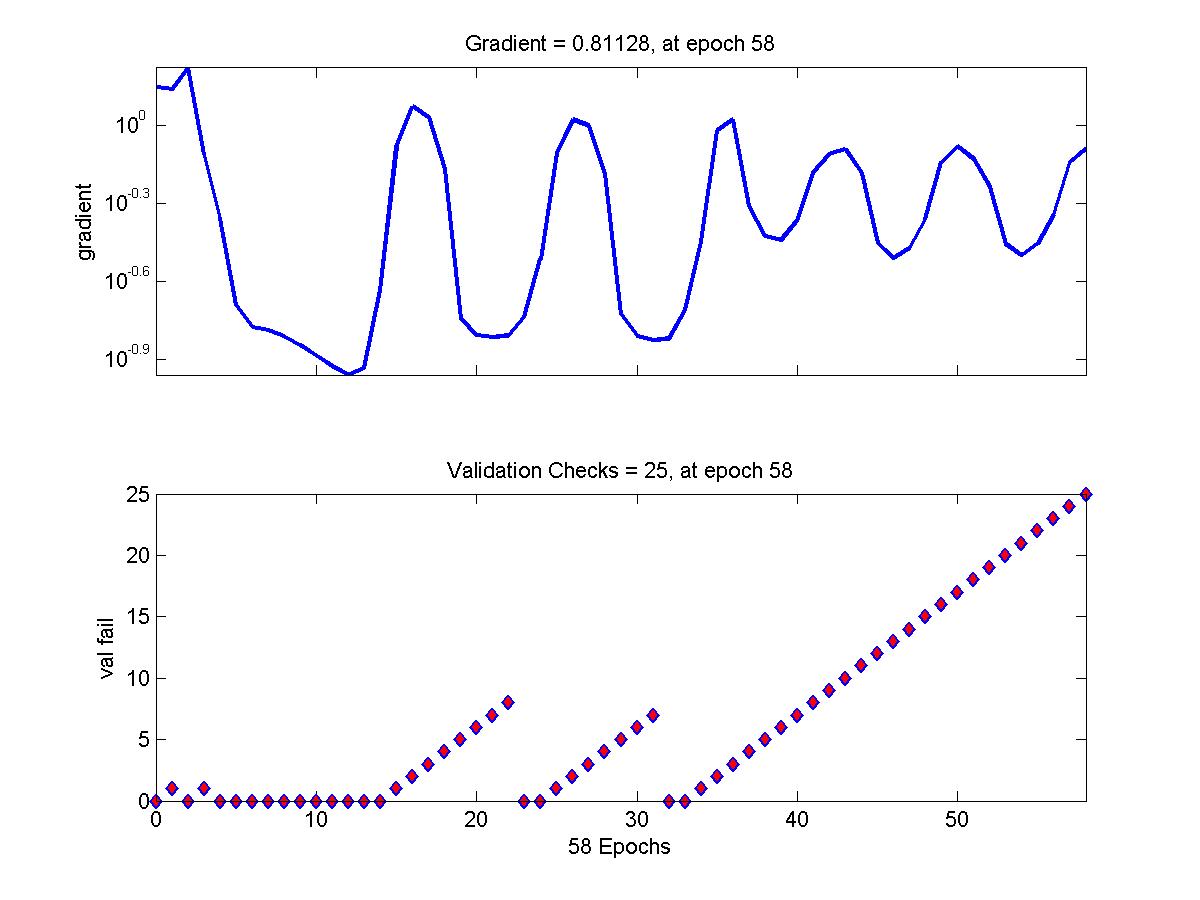 Gradient = 0.81128, at epoch 58
10^0
10^-0.3
10^-0.6
10^-0.9
gradient
Validation Checks = 25, at epoch 58
25
20
15
10
5
0
val fail
0 10 20 30 40 50
58 Epochs